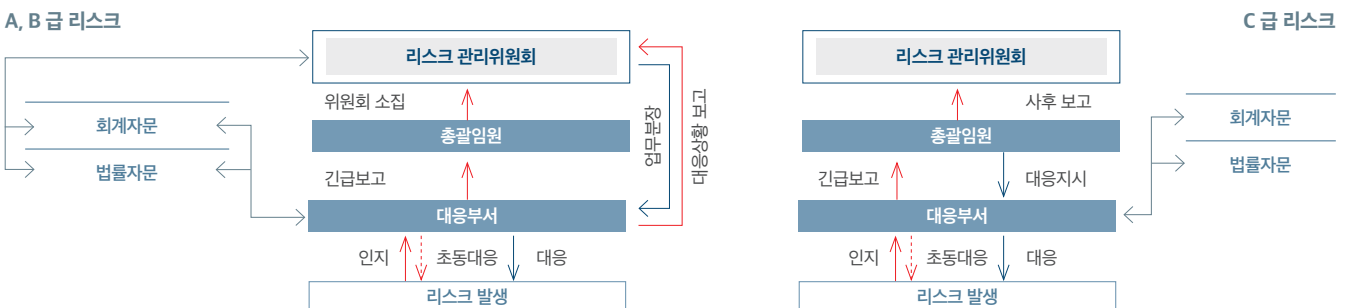 A, B 급 리스크
리스크 관리위원회
위원회 소집
회계자문
총괄임원
법률자문
긴급보고
업무분장
대응상황 보고
대응부서
인지
초동대응
대응
리스크 발생
C 급 리스크
리스크 관리위원회
사후 보고
회계자문
총괄임원
법률자문
긴급보고
대응지시
대응부서
인지
초동대응
대응
리스크 발생